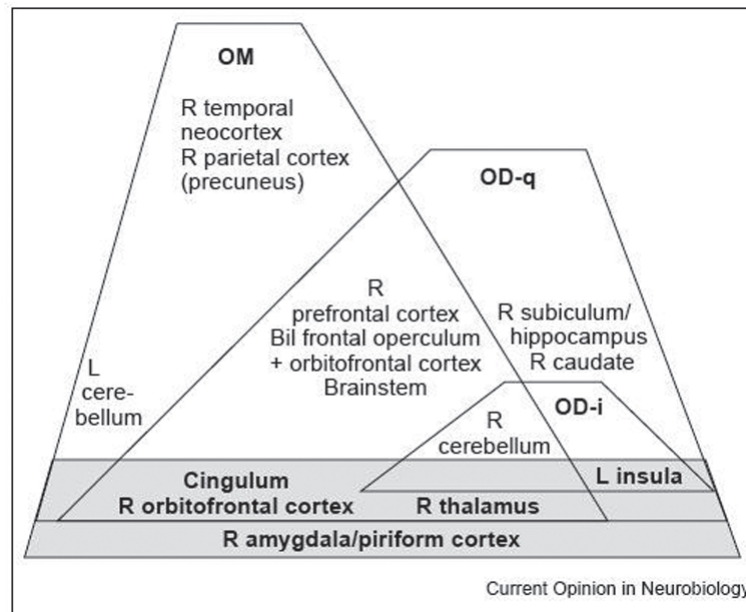 OM
R temporal
neocortex
R parietal cortex
(precuneus)
OD-q
R
prefrontal cortex
Bil frontal operculum
+ orbitofrontal cortex
Brainstem
R subiculum/
hippocampus
R caudate
L
cere-
bellum
OD-i
R
cerebellum
Cingulum
L insula
R orbitofrontal cortex
R thalamus
R amygdala/piriform cortex
Current Opinion in Neurobiology